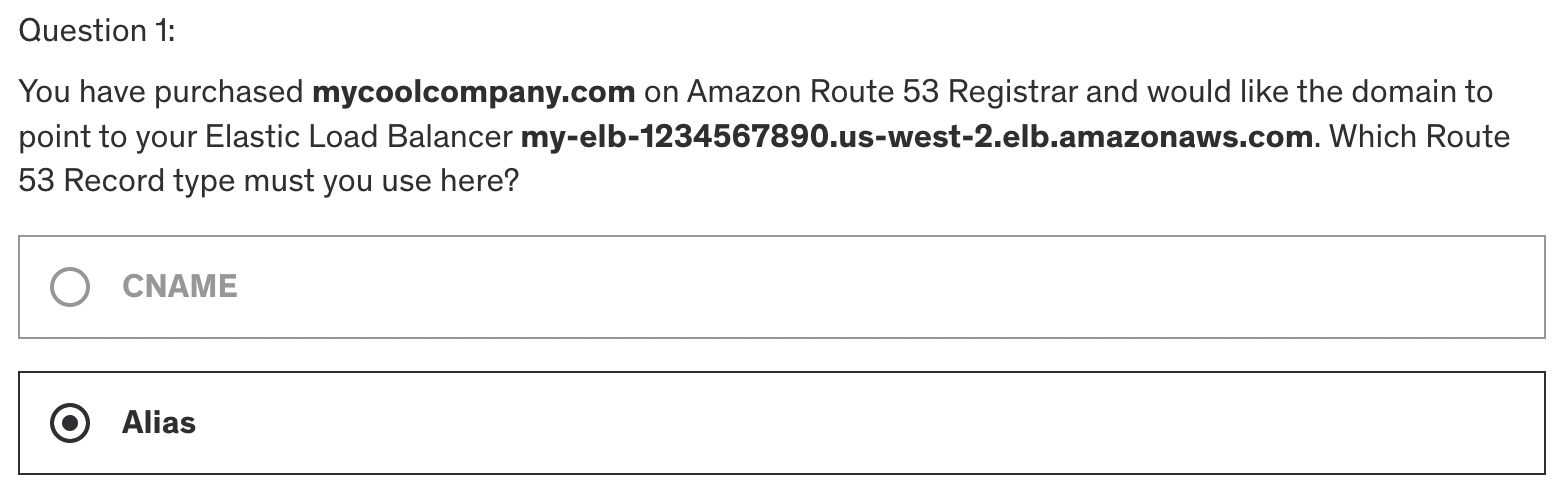 Question 1:
You have purchased mycoolcompany.com on Amazon Route 53 Registrar and would like the domain to
point to your Elastic Load Balancer my-elb-1234567890.us-west-2.elb.amazonaws.com. Which Route
53 Record type must you use here?
CNAME
Alias